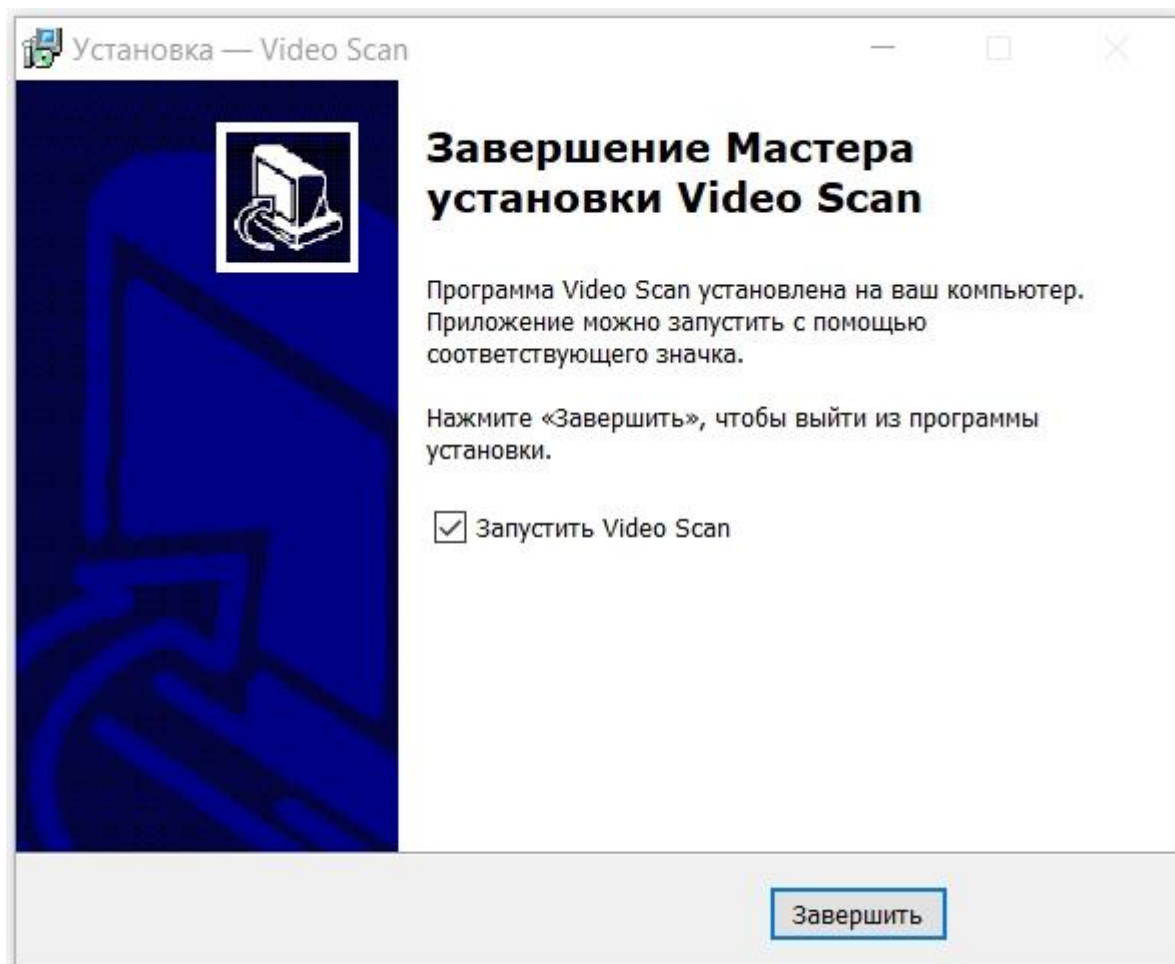 Установка — Video Scan
Завершение Мастера
установки Video Scan
Программа Video Scan установлена на ваш компьютер.
Приложение можно запустить с помощью
соответствующего значка.
Нажмите «Завершить», чтобы выйти из программы
установки.
Запустить Video Scan
Завершить